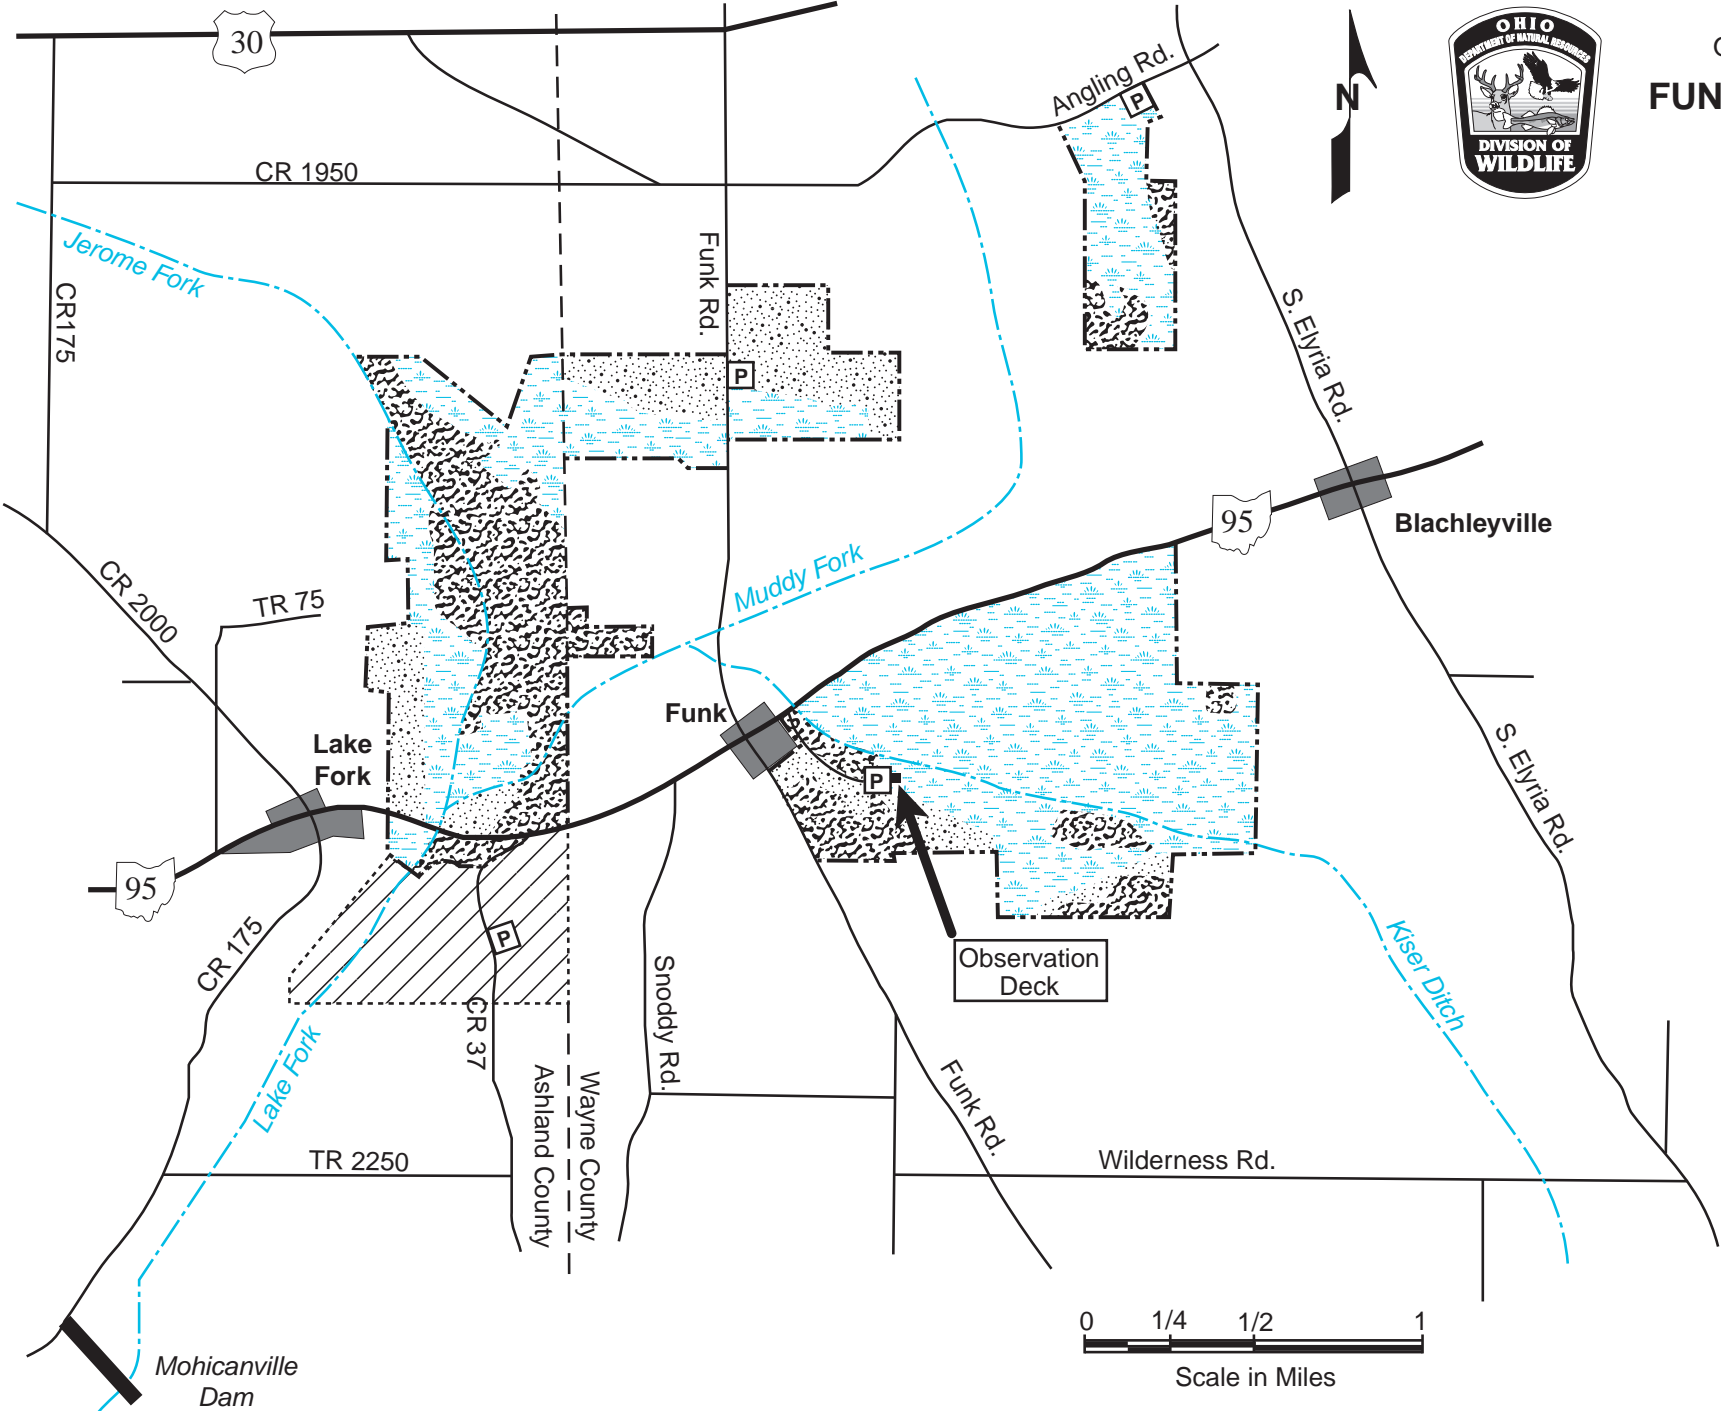 30
OHIO
DEPARTMENT OF NATURAL RESOURCES
DIVISION OF
WILDLIFE
N
FUN
Angling Rd.
P
CR 1950
Jerome Fork
Funk Rd.
CR175
S. Elyria Rd.
P
95
Blachleyville
Muddy Fork
CR 2000
TR 75
Funk
Lake
Fork
S. Elyria Rd.
P
95
P
Observation
Deck
CR 175
Snoddy Rd.
Kiser Ditch
CR 37
Lake Fork
Ashland County
Wayne County
Funk Rd.
TR 2250
Wilderness Rd.
0 1/4 1/2 1
Scale in Miles
Mohicanville
Dam